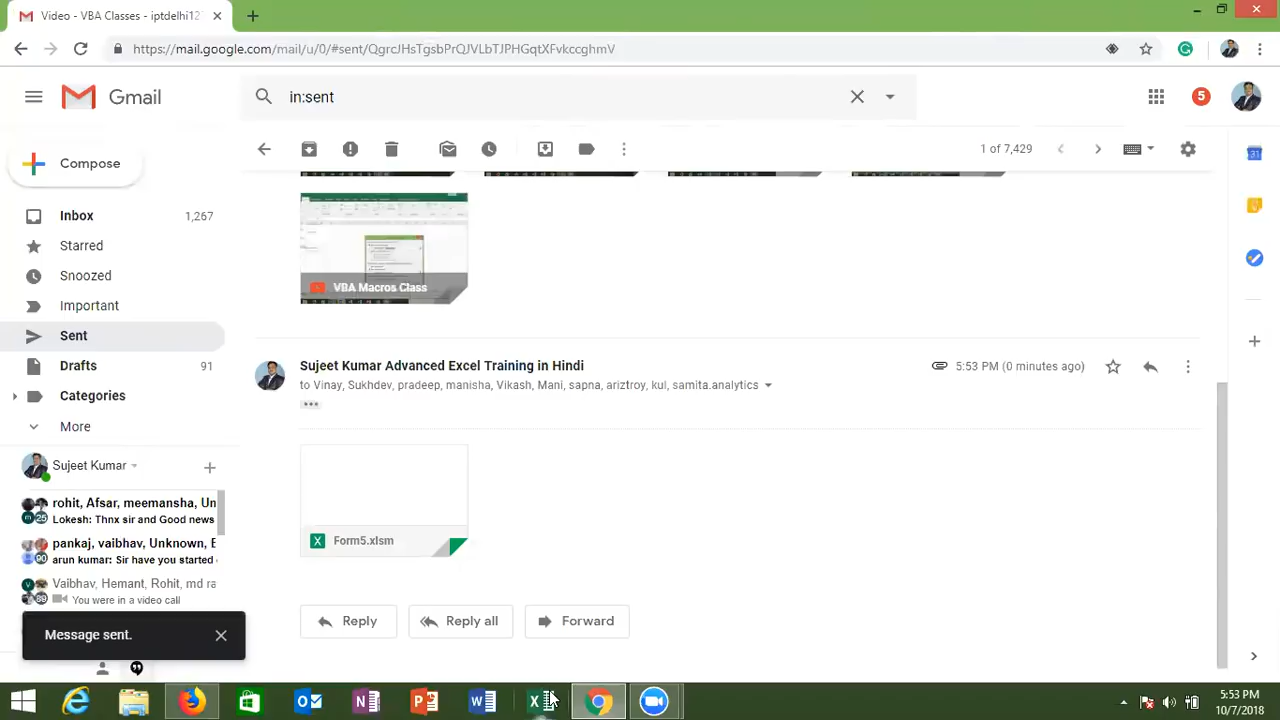 Video - VBA Classes - iptdelhi12
https://mail.google.com/mail/u/0/#sent/QgrcJHsTgsbPrQJVLbTJPHGqtXFvkccghmV
Gmail
in:sent
5
Compose
1 of 7,429
Inbox 1,267
Starred
Snoozed
Important
Sent
Drafts 91
Categories
More
VBA Macros Class
Sujeet Kumar Advanced Excel Training in Hindi
5:53 PM (0 minutes ago)
to Vinay, Sukhdev, pradeep, manisha, Vikash, Mani, sapna, ariztroy, kul, samita.analytics
Form5.xlsm
Sujeet Kumar
rohit, Afsar, meemansha, Un
Lokesh: Thnx sir and Good news
25
pankaj, vaibhav, Unknown, E
arun kumar: Sir have you started
90
Vaibhav, Hemant, Rohit, md ra
You were in a video call
89
Message sent.
Reply
Reply all
Forward
5:53 PM
10/7/2018